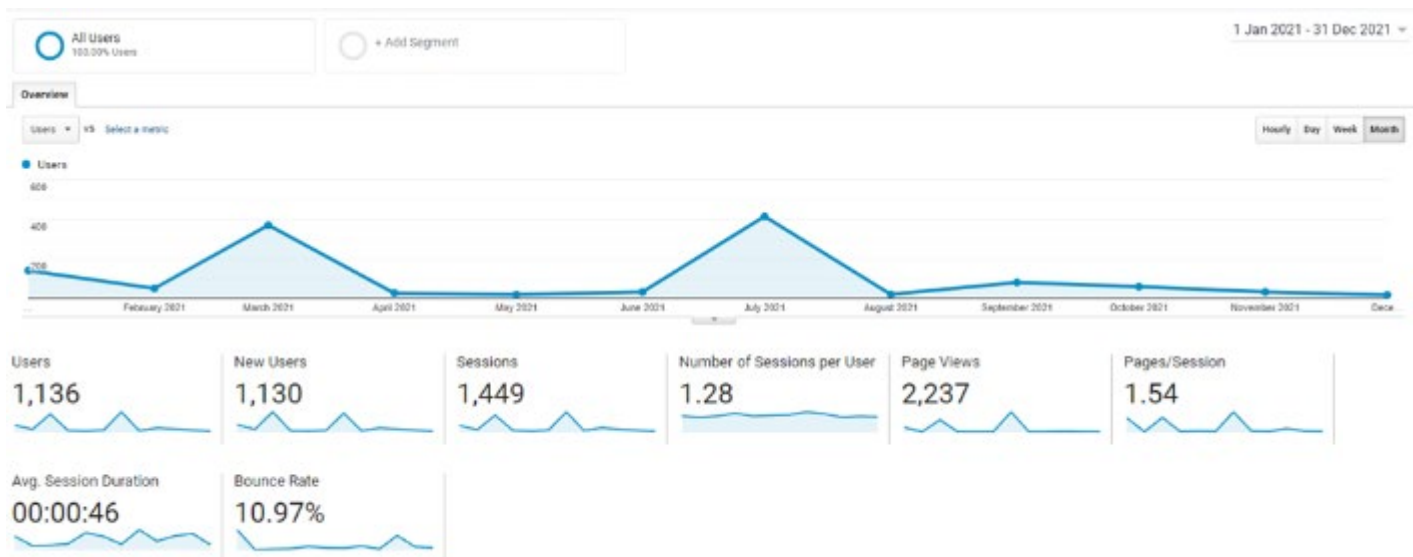 All Users
100.00% Users
+ Add Segment
1 Jan 2021 - 31 Dec 2021
Overview
Users
vs
Select a metric
Hourly
Day
Week
Month
Users
600
400
200
...
February 2021
March 2021
April 2021
May 2021
June 2021
July 2021
August 2021
September 2021
October 2021
November 2021
Dece...
Users
New Users
Sessions
Number of Sessions per User
Page Views
Pages/Session
1,136
1,130
1,449
1.28
2,237
1.54
Avg. Session Duration
Bounce Rate
00:00:46
10.97%